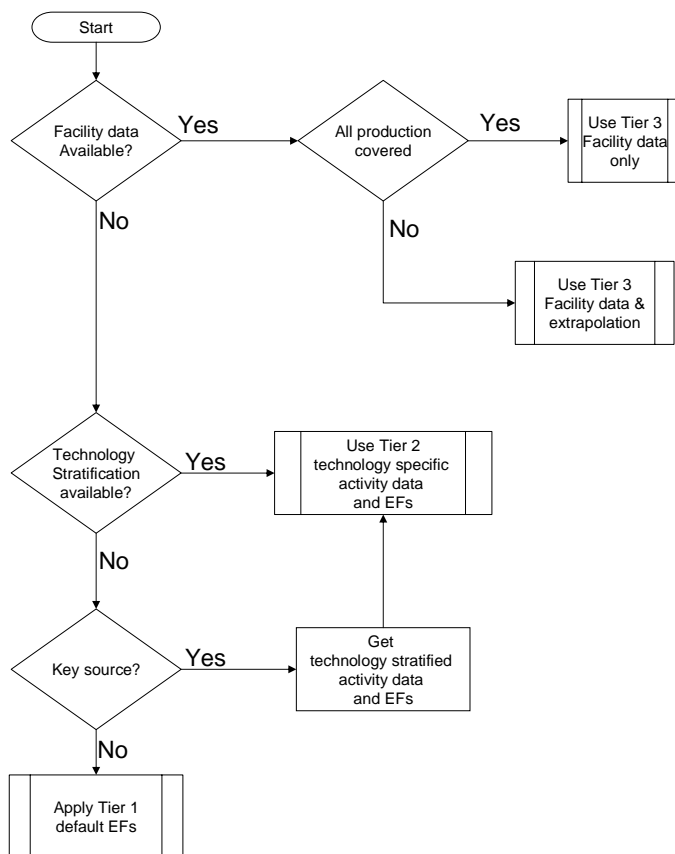 Start
Facility data
Available?
Yes
All production
covered
Yes
Use Tier 3
Facility data
only
No
No
Use Tier 3
Facility data &
extrapolation
Technology
Stratification
available?
Yes
Use Tier 2
technology specific
activity data
and EFs
No
Key source?
Yes
Get
technology stratified
activity data
and EFs
No
Apply Tier 1
default EFs